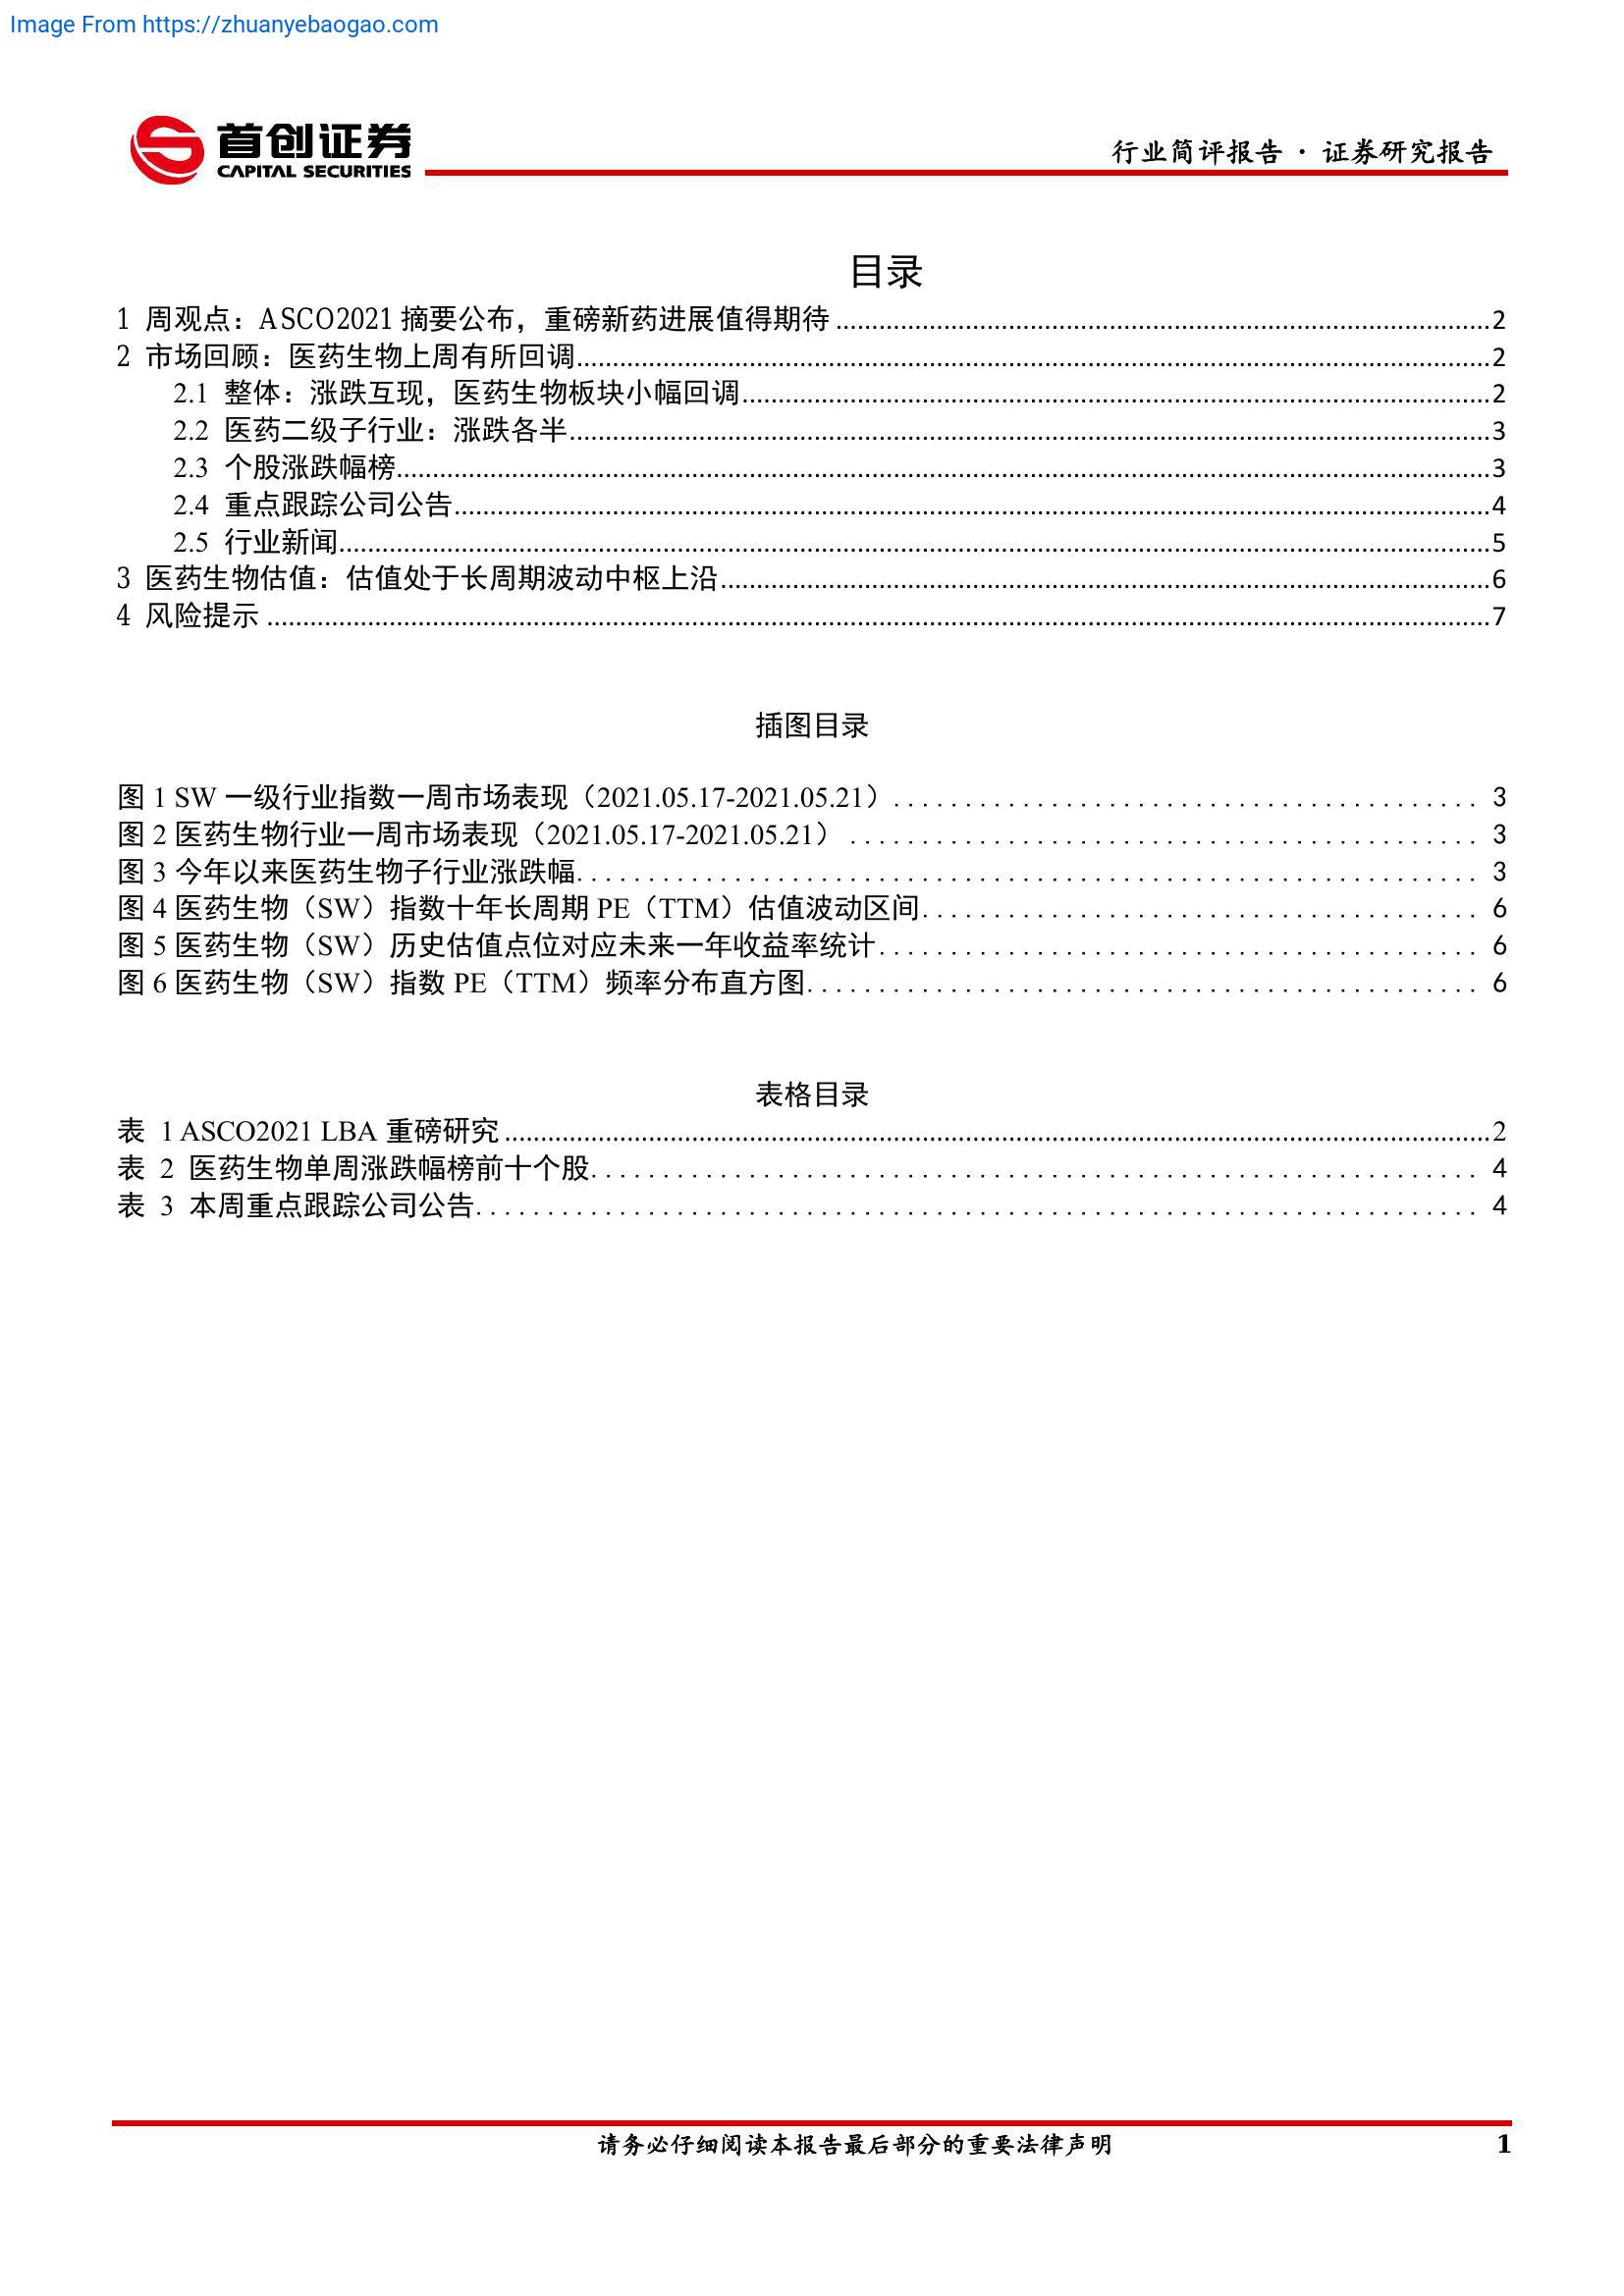 Image From https://zhuanyebaogao.com
首创证券
CAPITAL SECURITIES
行业简评报告 · 证券研究报告
目录
1 周观点：ASCO2021 摘要公布，重磅新药进展值得期待 ........ 2
2 市场回顾：医药生物上周有所回调........ 2
2.1 整体：涨跌互现，医药生物板块小幅回调........ 2
2.2 医药二级子行业：涨跌各半........ 3
2.3 个股涨跌幅榜........ 3
2.4 重点跟踪公司公告........ 4
2.5 行业新闻........ 5
3 医药生物估值：估值处于长周期波动中枢上沿........ 6
4 风险提示 ........ 7
插图目录
图 1 SW 一级行业指数一周市场表现（2021.05.17-2021.05.21）........ 3
图 2 医药生物行业一周市场表现（2021.05.17-2021.05.21） ........ 3
图 3 今年以来医药生物子行业涨跌幅........ 3
图 4 医药生物（SW）指数十年长周期 PE（TTM）估值波动区间........ 6
图 5 医药生物（SW）历史估值点位对应未来一年收益率统计........ 6
图 6 医药生物（SW）指数 PE（TTM）频率分布直方图........ 6
表格目录
表 1 ASCO2021 LBA 重磅研究 ........ 2
表 2 医药生物单周涨跌幅榜前十个股........ 4
表 3 本周重点跟踪公司公告........ 4
请务必仔细阅读本报告最后部分的重要法律声明 1